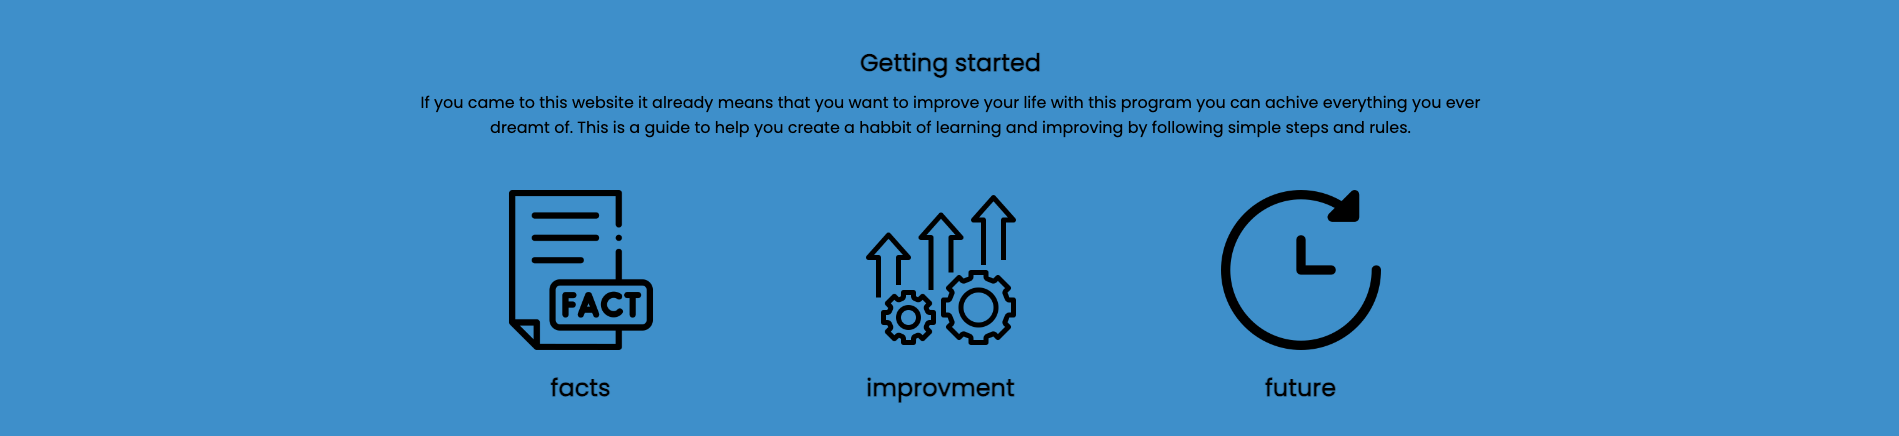 Getting started
If you came to this website it already means that you want to improve your life with this program you can achive everything you ever
dreamt of. This is a guide to help you create a habbit of learning and improving by following simple steps and rules.
FACT
facts
improvment
future